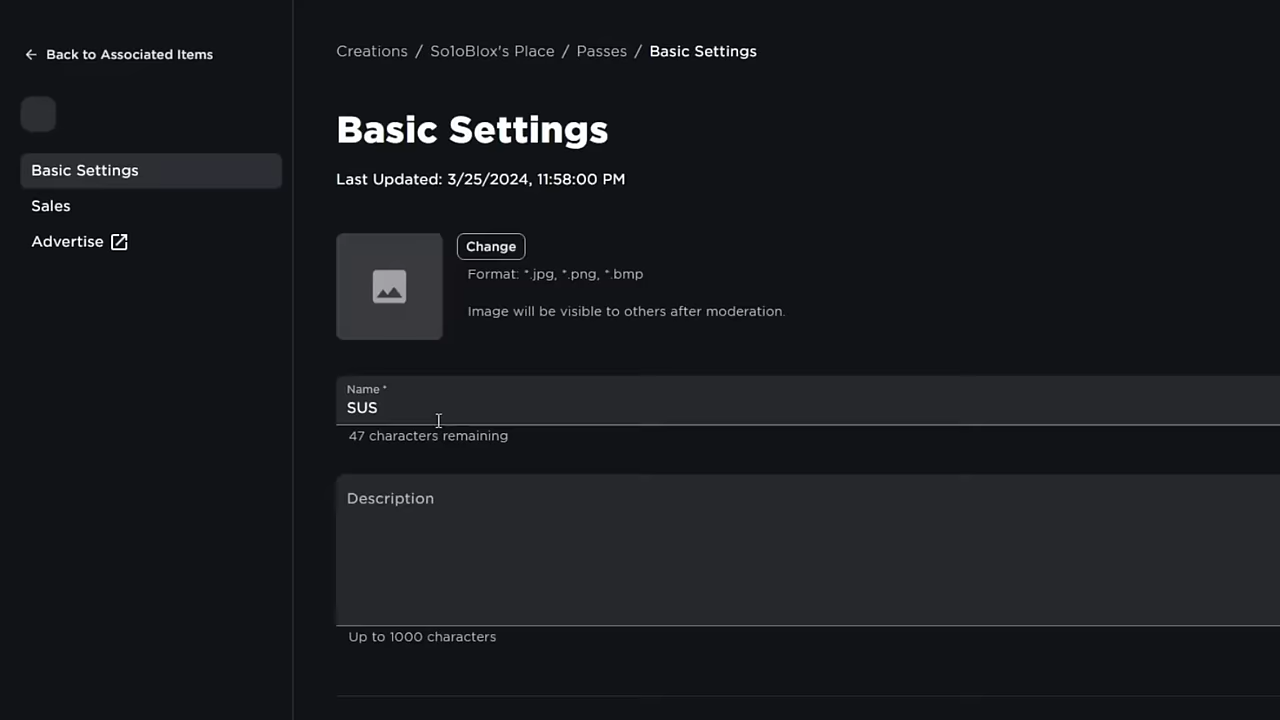 Back to Associated Items
Basic Settings
Sales
Advertise
Creations / So1oBlox's Place / Passes / Basic Settings
Basic Settings
Last Updated: 3/25/2024, 11:58:00 PM
Change
Format: *.jpg, *.png, *.bmp
Image will be visible to others after moderation.
Name *
SUS
47 characters remaining
Description
Up to 1000 characters